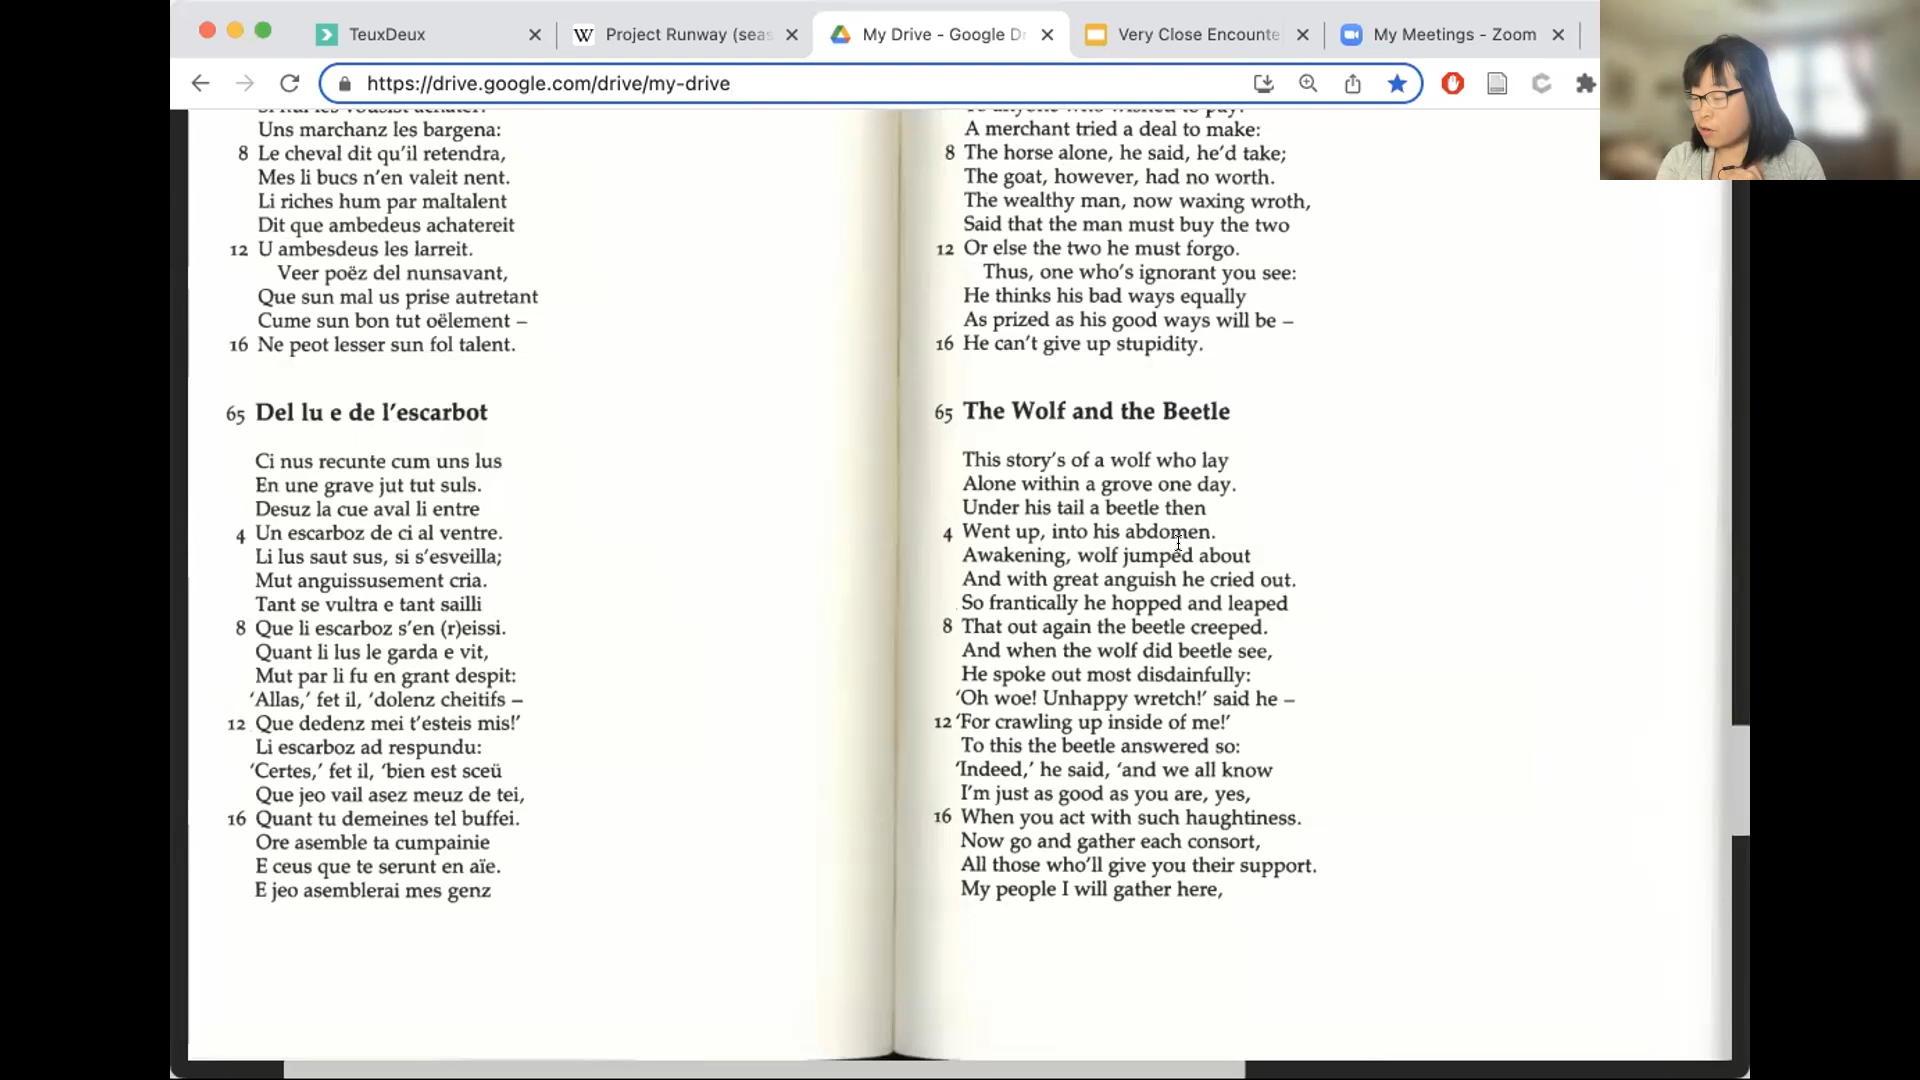 TeuxDeux
Project Runway (seas
My Drive - Google Dr
Very Close Encounte
My Meetings - Zoom
https://drive.google.com/drive/my-drive
Uns marchanz les bargena:
8 Le cheval dit qu'il retendra,
Mes li bucs n'en valeit nent.
Li riches hum par maltalent
Dit que ambedeus achatereit
12 U ambesdeus les larreit.
Veer poëz del nunsavant,
Que sun mal us prise autretant
Cume sun bon tut oëlement –
16 Ne peot lesser sun fol talent.
65 Del lu e de l'escarbot
Ci nus recunte cum uns lus
En une grave jut tut suls.
Desuz la cue aval li entre
4 Un escarboz de ci al ventre.
Li lus saut sus, si s'esveilla;
Mut anguissusement cria.
Tant se vultra e tant sailli
8 Que li escarboz s'en (r)eissi.
Quant li lus le garda e vit,
Mut par li fu en grant despit:
'Allas,' fet il, 'dolenz cheitifs –
12 Que dedenz mei t'esteis mis!'
Li escarboz ad respundu:
'Certes,' fet il, 'bien est sceü
Que jeo vail asez meuz de tei,
16 Quant tu demeines tel buffei.
Ore asemble ta cumpainie
E ceus que te serunt en aïe.
E jeo asemblerai mes genz
A merchant tried a deal to make:
8 The horse alone, he said, he'd take;
The goat, however, had no worth.
The wealthy man, now waxing wroth,
Said that the man must buy the two
12 Or else the two he must forgo.
Thus, one who's ignorant you see:
He thinks his bad ways equally
As prized as his good ways will be –
16 He can't give up stupidity.
65 The Wolf and the Beetle
This story's of a wolf who lay
Alone within a grove one day.
Under his tail a beetle then
4 Went up, into his abdomen.
Awakening, wolf jumped about
And with great anguish he cried out.
So frantically he hopped and leaped
8 That out again the beetle creeped.
And when the wolf did beetle see,
He spoke out most disdainfully:
'Oh woe! Unhappy wretch!' said he –
12 'For crawling up inside of me!'
To this the beetle answered so:
'Indeed,' he said, 'and we all know
I'm just as good as you are, yes,
16 When you act with such haughtiness.
Now go and gather each consort,
All those who'll give you their support.
My people I will gather here,